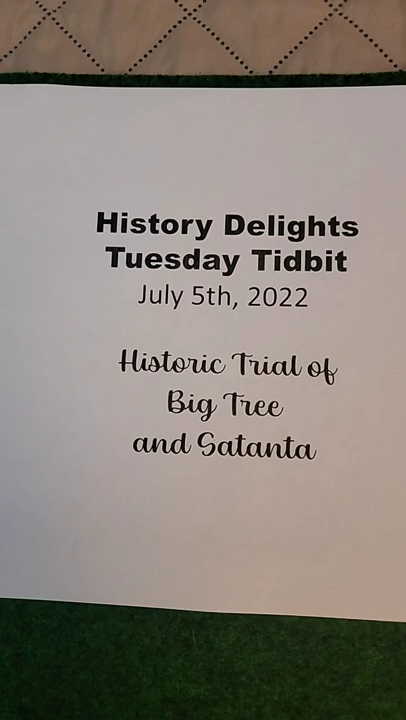 History Delights
Tuesday Tidbit
July 5th, 2022
Historic Trial of
Big Tree
and Satanta